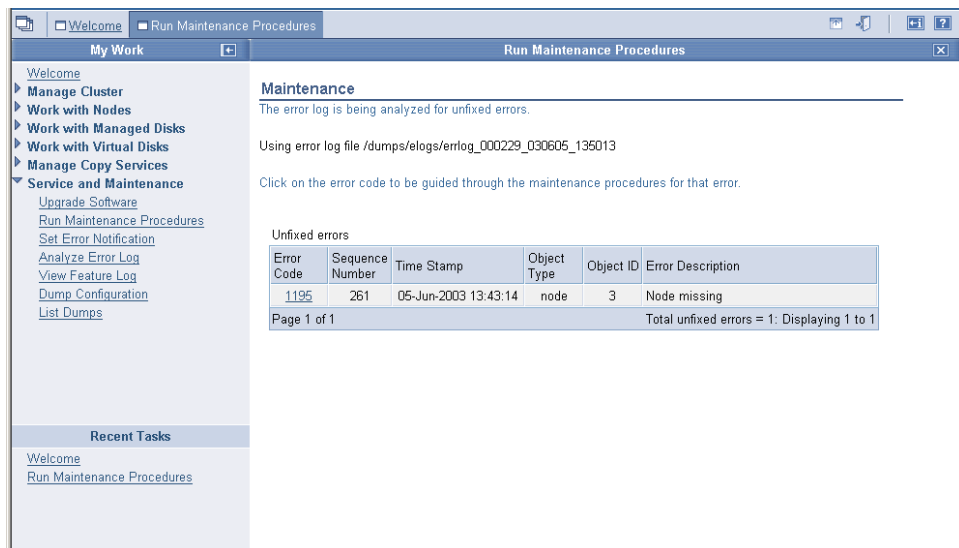 Welcome
Run Maintenance Procedures
My Work
Run Maintenance Procedures
Welcome
Manage Cluster
Work with Nodes
Work with Managed Disks
Work with Virtual Disks
Manage Copy Services
Service and Maintenance
Upgrade Software
Run Maintenance Procedures
Set Error Notification
Analyze Error Log
View Feature Log
Dump Configuration
List Dumps
Recent Tasks
Welcome
Run Maintenance Procedures
Maintenance
The error log is being analyzed for unfixed errors.
Using error log file /dumps/elogs/errlog_000229_030605_135013
Click on the error code to be guided through the maintenance procedures for that error.
Unfixed errors
Error Code Sequence Number Time Stamp Object Type Object ID Error Description
1195 261 05-Jun-2003 13:43:14 node 3 Node missing
Page 1 of 1 Total unfixed errors = 1: Displaying 1 to 1